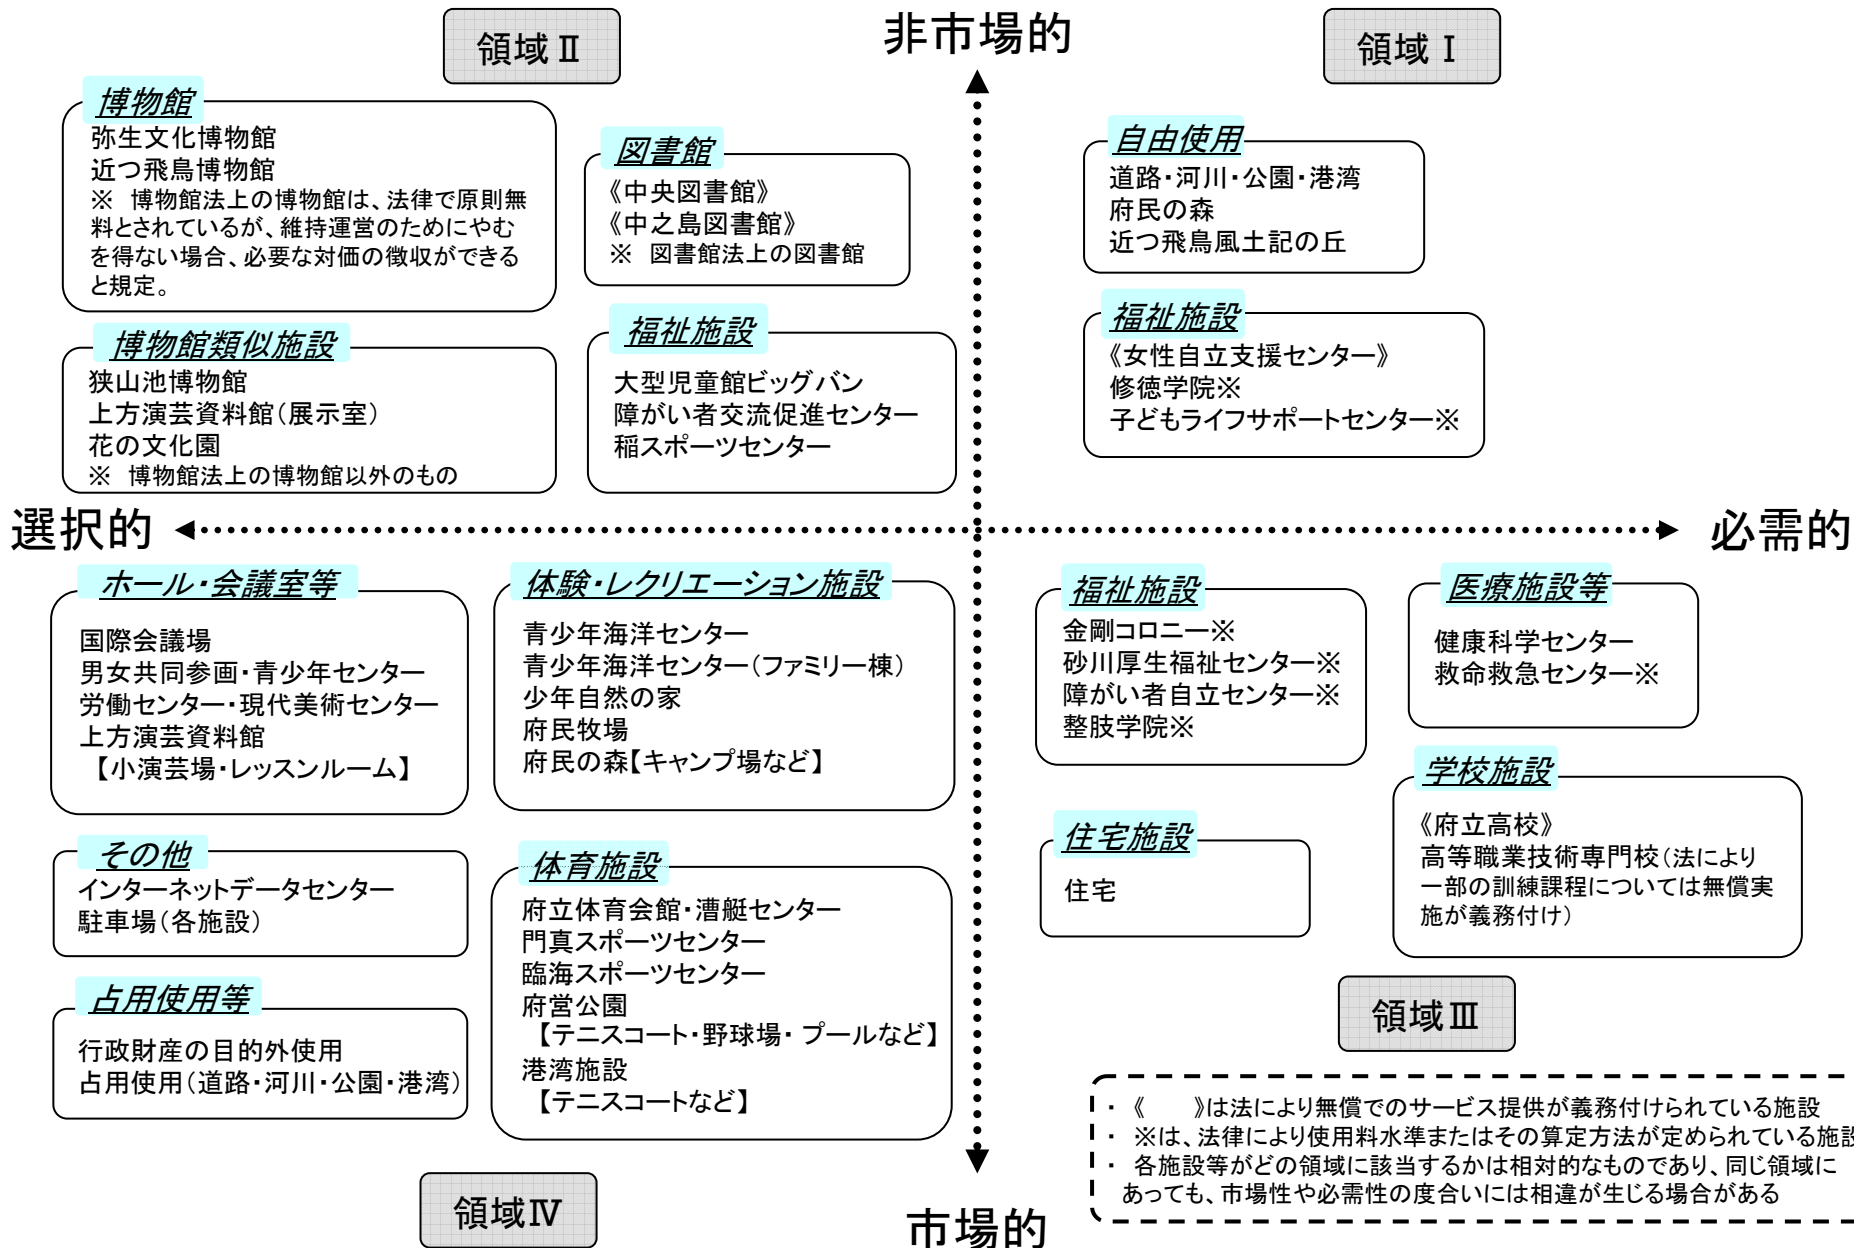 領域Ⅱ
非市場的
領域Ⅰ
博物館
弥生文化博物館
近つ飛鳥博物館
※ 博物館法上の博物館は、法律で原則無
料とされているが、維持運営のためにやむ
を得ない場合、必要な対価の徴収ができる
と規定。
図書館
《中央図書館》
《中之島図書館》
※ 図書館法上の図書館
自由使用
道路・河川・公園・港湾
府民の森
近つ飛鳥風土記の丘
博物館類似施設
狭山池博物館
上方演芸資料館(展示室)
花の文化園
※ 博物館法上の博物館以外のもの
福祉施設
大型児童館ビッグバン
障がい者交流促進センター
稲スポーツセンター
福祉施設
《女性自立支援センター》
修徳学院※
子どもライフサポートセンター※
選択的
必需的
ホール・会議室等
国際会議場
男女共同参画・青少年センター
労働センター・現代美術センター
上方演芸資料館
【小演芸場・レッスンルーム】
体験・レクリエーション施設
青少年海洋センター
青少年海洋センター(ファミリー棟)
少年自然の家
府民牧場
府民の森【キャンプ場など】
福祉施設
金剛コロニー※
砂川厚生福祉センター※
障がい者自立センター※
整肢学院※
医療施設等
健康科学センター
救命救急センター※
その他
インターネットデータセンター
駐車場(各施設)
体育施設
府立体育会館・漕艇センター
門真スポーツセンター
臨海スポーツセンター
府営公園
【テニスコート・野球場・ プールなど】
港湾施設
【テニスコートなど】
住宅施設
住宅
学校施設
《府立高校》
高等職業技術専門校(法により
一部の訓練課程については無償実
施が義務付け)
占用使用等
行政財産の目的外使用
占用使用(道路・河川・公園・港湾)
領域Ⅲ
・ 《　　》は法により無償でのサービス提供が義務付けられている施設
・ ※は、法律により使用料水準またはその算定方法が定められている施設
・ 各施設等がどの領域に該当するかは相対的なものであり、同じ領域に
あっても、市場性や必需性の度合いには相違が生じる場合がある
領域Ⅳ
市場的